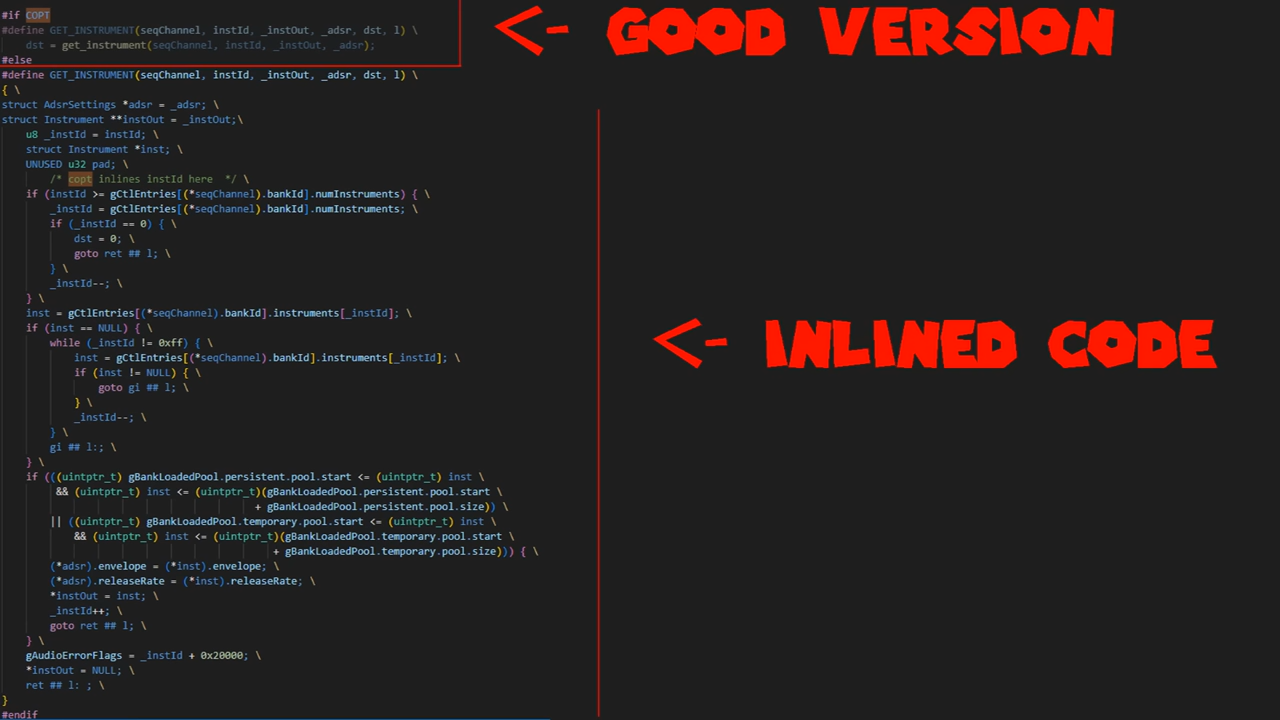 #if COPT
#define GET_INSTRUMENT(seqChannel, instId, _instOut, _adsr, dst, l) \
dst = get_instrument(seqChannel, instId, _instOut, _adsr);
#else
<- GOOD VERSION
#define GET_INSTRUMENT(seqChannel, instId, _instOut, _adsr, dst, l) \
{ \
struct AdsrSettings *adsr = _adsr; \
struct Instrument **instOut = _instOut;\
u8 _instId = instId; \
struct Instrument *inst; \
UNUSED u32 pad; \
/* copt inlines instId here  */ \
if (instId >= gCtlEntries[(*seqChannel).bankId].numInstruments) { \
_instId = gCtlEntries[(*seqChannel).bankId].numInstruments; \
if (_instId == 0) { \
dst = 0; \
goto ret ## l; \
} \
_instId--; \
} \
inst = gCtlEntries[(*seqChannel).bankId].instruments[_instId]; \
if (inst == NULL) { \
while (_instId != 0xff) { \
inst = gCtlEntries[(*seqChannel).bankId].instruments[_instId]; \
if (inst != NULL) { \
goto gi ## l; \
} \
_instId--; \
} \
gi ## l:; \
} \
if (((uintptr_t) gBankLoadedPool.persistent.pool.start <= (uintptr_t) inst \
&& (uintptr_t) inst <= (uintptr_t)(gBankLoadedPool.persistent.pool.start \
+ gBankLoadedPool.persistent.pool.size)) \
|| ((uintptr_t) gBankLoadedPool.temporary.pool.start <= (uintptr_t) inst \
&& (uintptr_t) inst <= (uintptr_t)(gBankLoadedPool.temporary.pool.start \
+ gBankLoadedPool.temporary.pool.size))) { \
(*adsr).envelope = (*inst).envelope; \
(*adsr).releaseRate = (*inst).releaseRate; \
*instOut = inst; \
_instId++; \
goto ret ## l; \
} \
gAudioErrorFlags = _instId + 0x20000; \
*instOut = NULL; \
ret ## l: ; \
}
#endif
<- INLINED CODE